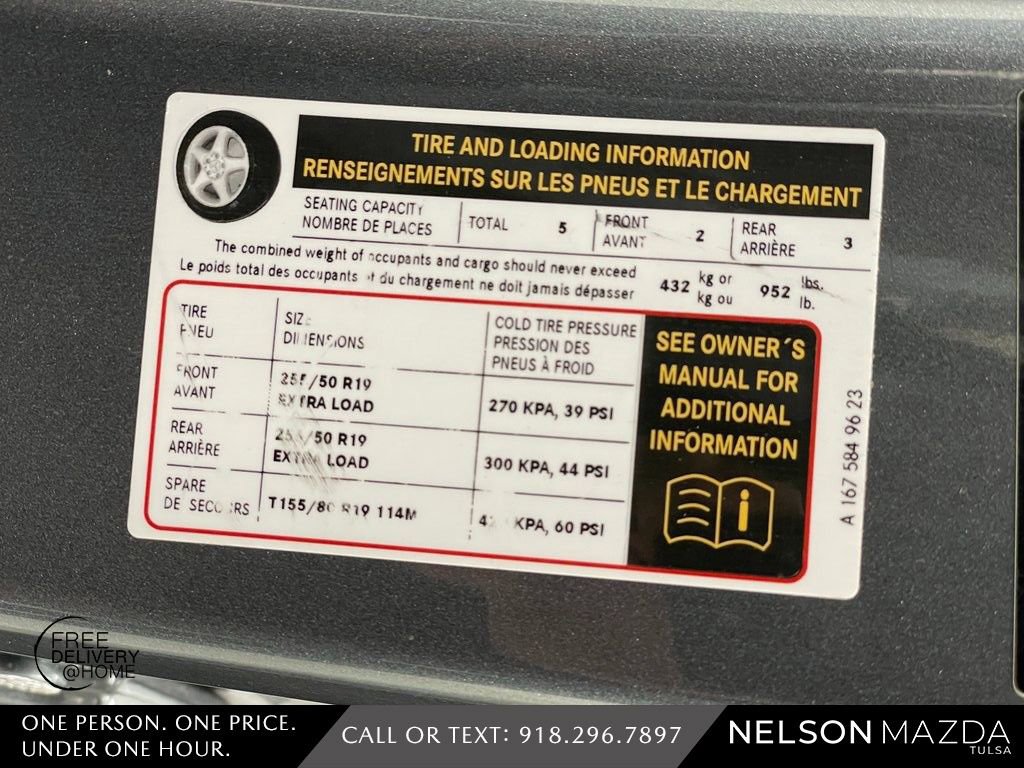 TIRE AND LOADING INFORMATION
RENSEIGNEMENTS SUR LES PNEUS ET LE CHARGEMENT
SEATING CAPACITY
NOMBRE DE PLACES
TOTAL 5
FRONT
AVANT
2
REAR
ARRIÈRE
3
The combined weight of occupants and cargo should never exceed
Le poids total des occupants et du chargement ne doit jamais dépasser
432 kg or
kg ou
952 lbs.
lb.
TIRE
PNEU
SIZE
DIMENSIONS
COLD TIRE PRESSURE
PRESSION DES
PNEUS À FROID
FRONT
AVANT
255/50 R19
EXTRA LOAD
270 KPA, 39 PSI
REAR
ARRIÈRE
/50 R19
EXTRA LOAD
300 KPA, 44 PSI
SPARE
DE SECOURS
T155/80 R19 114M
KPA, 60 PSI
SEE OWNER´S
MANUAL FOR
ADDITIONAL
INFORMATION
A 167 584 96 23
FREE
DELIVERY
@HOME
ONE PERSON. ONE PRICE.
UNDER ONE HOUR.
CALL OR TEXT: 918.296.7897
NELSON MAZDA
TULSA